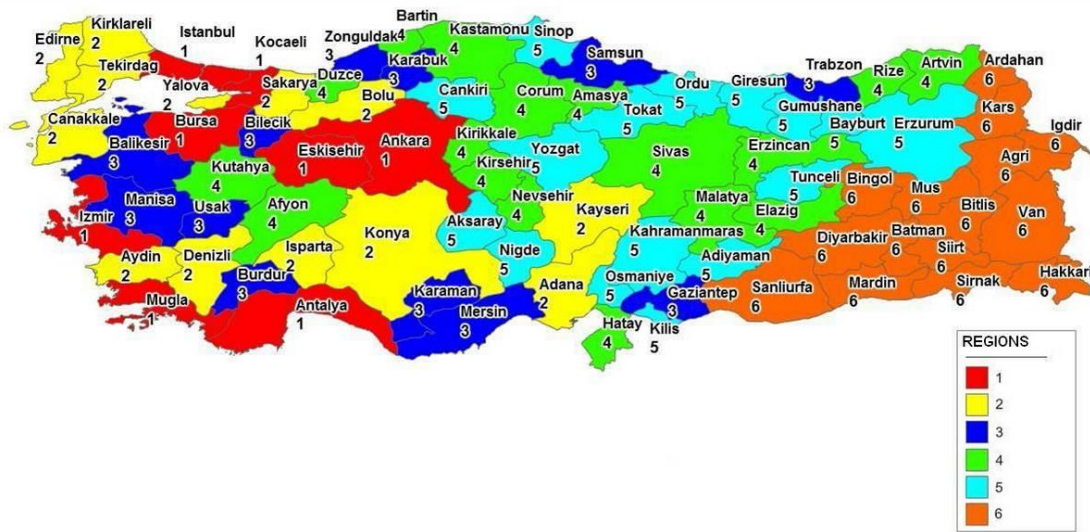 Bartin
4
Kastamonu
4
Sinop
5
Kirklareli
2
Edirne
2
Istanbul
1
Kocaeli
1
Zonguldak
3
Karabuk
3
Samsun
3
Tekirdag
2
Yalova
2
Sakarya
2
Duzce
4
Bolu
2
Cankiri
5
Corum
4
Amasya
4
Ordu
5
Giresun
5
Trabzon
3
Rize
4
Artvin
4
Ardahan
6
Canakkale
2
Bursa
1
Bilecik
3
Tokat
5
Gumushane
5
Bayburt
5
Erzurum
5
Kars
6
Igdir
6
Balikesir
3
Eskisehir
1
Ankara
1
Kirikkale
4
Yozgat
5
Sivas
4
Erzincan
4
Agri
6
Kutahya
4
Kirsehir
4
Tunceli
5
Bingol
6
Mus
6
Bitlis
6
Van
6
Manisa
3
Usak
3
Afyon
4
Nevsehir
4
Kayseri
2
Malatya
4
Elazig
4
Izmir
1
Konya
2
Aksaray
5
Kahramanmaras
5
Diyarbakir
6
Batman
6
Siirt
6
Aydin
2
Denizli
2
Isparta
2
Nigde
5
Adiyaman
5
Burdur
3
Karaman
3
Adana
2
Osmaniye
5
Gaziantep
3
Sanliurfa
6
Mardin
6
Sirnak
6
Hakkari
6
Mugla
1
Antalya
1
Mersin
3
Hatay
4
Kilis
5
REGIONS
1
2
3
4
5
6